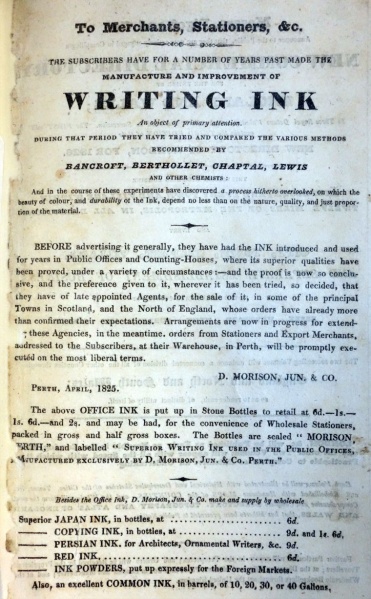 To Merchants, Stationers, &c.
THE SUBSCRIBERS HAVE FOR A NUMBER OF YEARS PAST MADE THE
MANUFACTURE AND IMPROVEMENT OF
WRITING INK
An object of primary attention.
DURING THAT PERIOD THEY HAVE TRIED AND COMPARED THE VARIOUS METHODS
RECOMMENDED BY
BANCROFT, BERTHOLLET, CHAPTAL, LEWIS
AND OTHER CHEMISTS:
And in the course of these experiments have discovered a process hitherto overlooked, on which the
beauty of colour, and durability of the Ink, depend no less than on the nature, quality, and just propor-
tion of the material.
BEFORE advertising it generally, they have had the INK introduced and used
for years in Public Offices and Counting-Houses, where its superior qualities have
been proved, under a variety of circumstances:—and the proof is now so conclu-
sive, and the preference given to it, wherever it has been tried, so decided, that
they have of late appointed Agents, for the sale of it, in some of the principal
Towns in Scotland, and the North of England, whose orders have already more
than confirmed their expectations. Arrangements are now in progress for extend-
these Agencies, in the meantime, orders from Stationers and Export Merchants,
addressed to the Subscribers, at their Warehouse, in Perth, will be promptly exe-
cuted on the most liberal terms.
D. MORISON, JUN. & CO.
PERTH, APRIL, 1825.
The above OFFICE INK is put up in Stone Bottles to retail at 6d.—1s.—
1s. 6d.—and 2s. and may be had, for the convenience of Wholesale Stationers,
packed in gross and half gross boxes. The Bottles are sealed "MORISON,
ERTH," and labelled "SUPERIOR WRITING INK USED IN THE PUBLIC OFFICES,
ANUFACTURED EXCLUSIVELY BY D. MORISON, JUN. & CO. PERTH."
Besides the Office Ink, D. Morison, Jun. & Co. make and supply by wholesale
Superior JAPAN INK, in bottles, at 6d.
COPYING INK, in bottles, at 9d. and 1s. 6d.
PERSIAN INK, for Architects, Ornamental Writers, &c. 9d.
RED INK, 6d.
INK POWDERS, put up expressly for the Foreign Markets.
Also, an excellent COMMON INK, in barrels, of 10, 20, 30, or 40 Gallons,